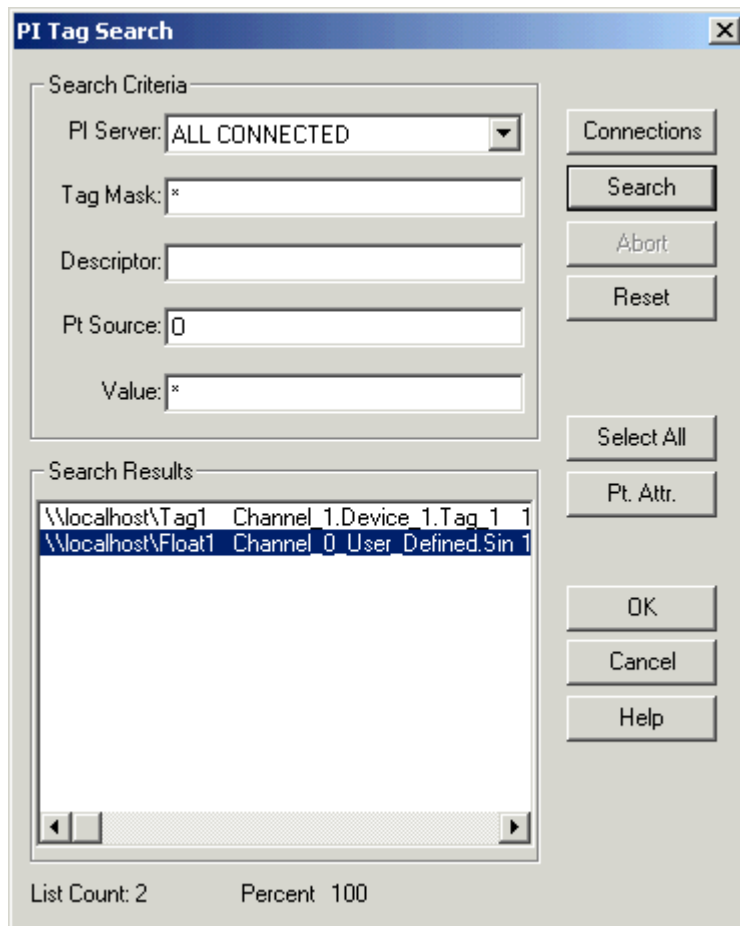 PI Tag Search
Search Criteria
PI Server: ALL CONNECTED
Connections
Tag Mask: *
Search
Descriptor:
Abort
Pt Source: O
Reset
Value: *
Select All
Search Results
Pt. Attr.
\\localhost\Tag1 Channel_1.Device_1.Tag_1 1
\\localhost\Float1 Channel_0_User_Defined.Sin 1
OK
Cancel
Help
List Count: 2 Percent 100